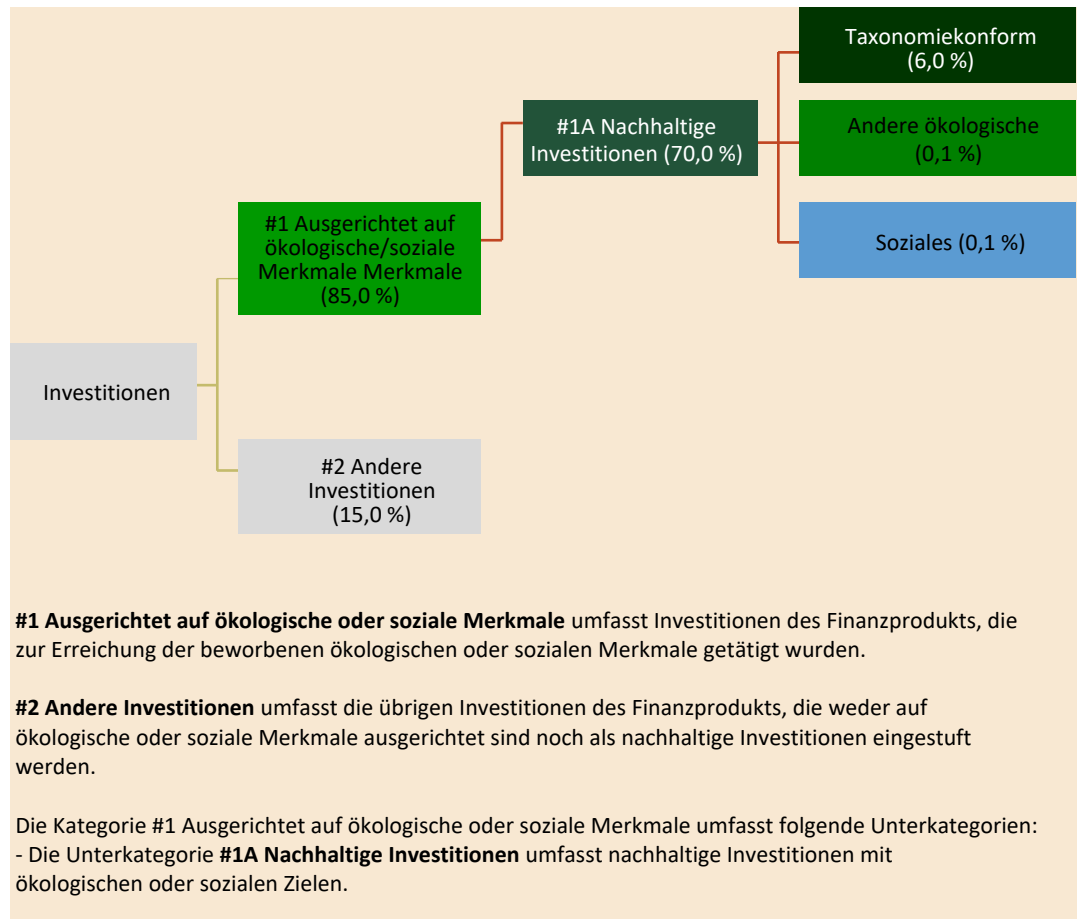 Taxonomiekonform
(6,0 %)
#1A Nachhaltige
Investitionen (70,0 %)
Andere ökologische
(0,1 %)
#1 Ausgerichtet auf
ökologische/soziale
Merkmale Merkmale
(85,0 %)
Soziales (0,1 %)
Investitionen
#2 Andere
Investitionen
(15,0 %)
#1 Ausgerichtet auf ökologische oder soziale Merkmale umfasst Investitionen des Finanzprodukts, die
zur Erreichung der beworbenen ökologischen oder sozialen Merkmale getätigt wurden.
#2 Andere Investitionen umfasst die übrigen Investitionen des Finanzprodukts, die weder auf
ökologische oder soziale Merkmale ausgerichtet sind noch als nachhaltige Investitionen eingestuft
werden.
Die Kategorie #1 Ausgerichtet auf ökologische oder soziale Merkmale umfasst folgende Unterkategorien:
- Die Unterkategorie #1A Nachhaltige Investitionen umfasst nachhaltige Investitionen mit
ökologischen oder sozialen Zielen.